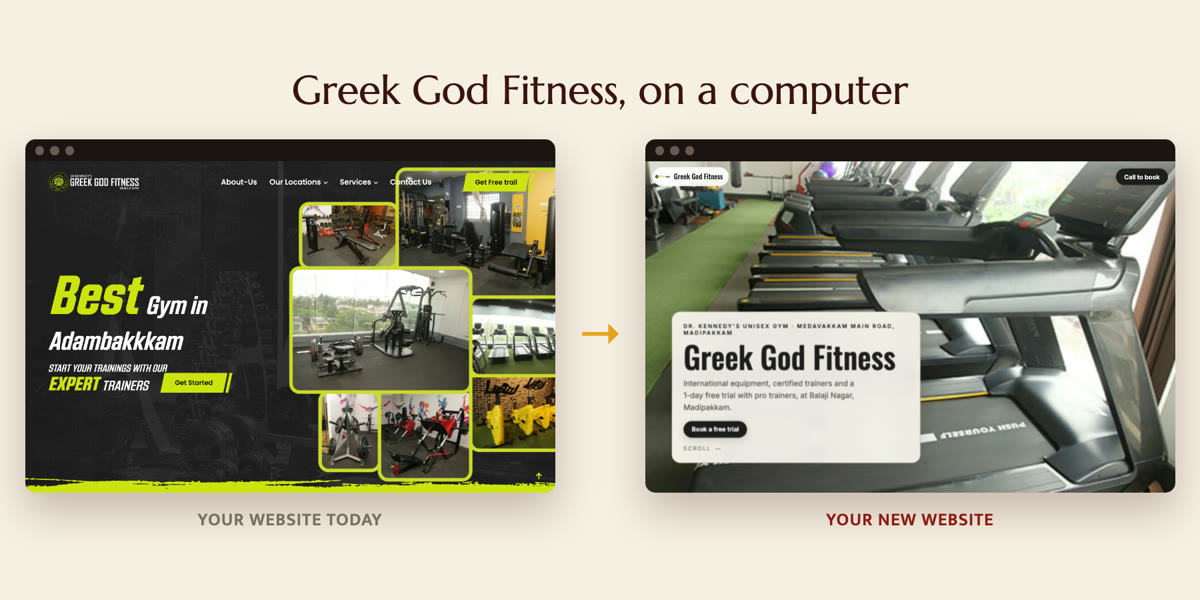 Greek God Fitness, on a computer
GREEK GOD FITNESS
About-Us
Our Locations
Services
Contact Us
Get Free trail
Best Gym in
Adambakkkam
START YOUR TRAININGS WITH OUR
EXPERT TRAINERS
Get Started
YOUR WEBSITE TODAY
Greek God Fitness
Call to book
DR. KENNEDY'S UNISEX GYM · MEDAVAKKAM MAIN ROAD,
MADIPAKKAM
Greek God Fitness
International equipment, certified trainers and a
1-day free trial with pro trainers, at Balaji Nagar,
Madipakkam.
Book a free trial
SCROLL
PUSH YOURSELF
YOUR NEW WEBSITE